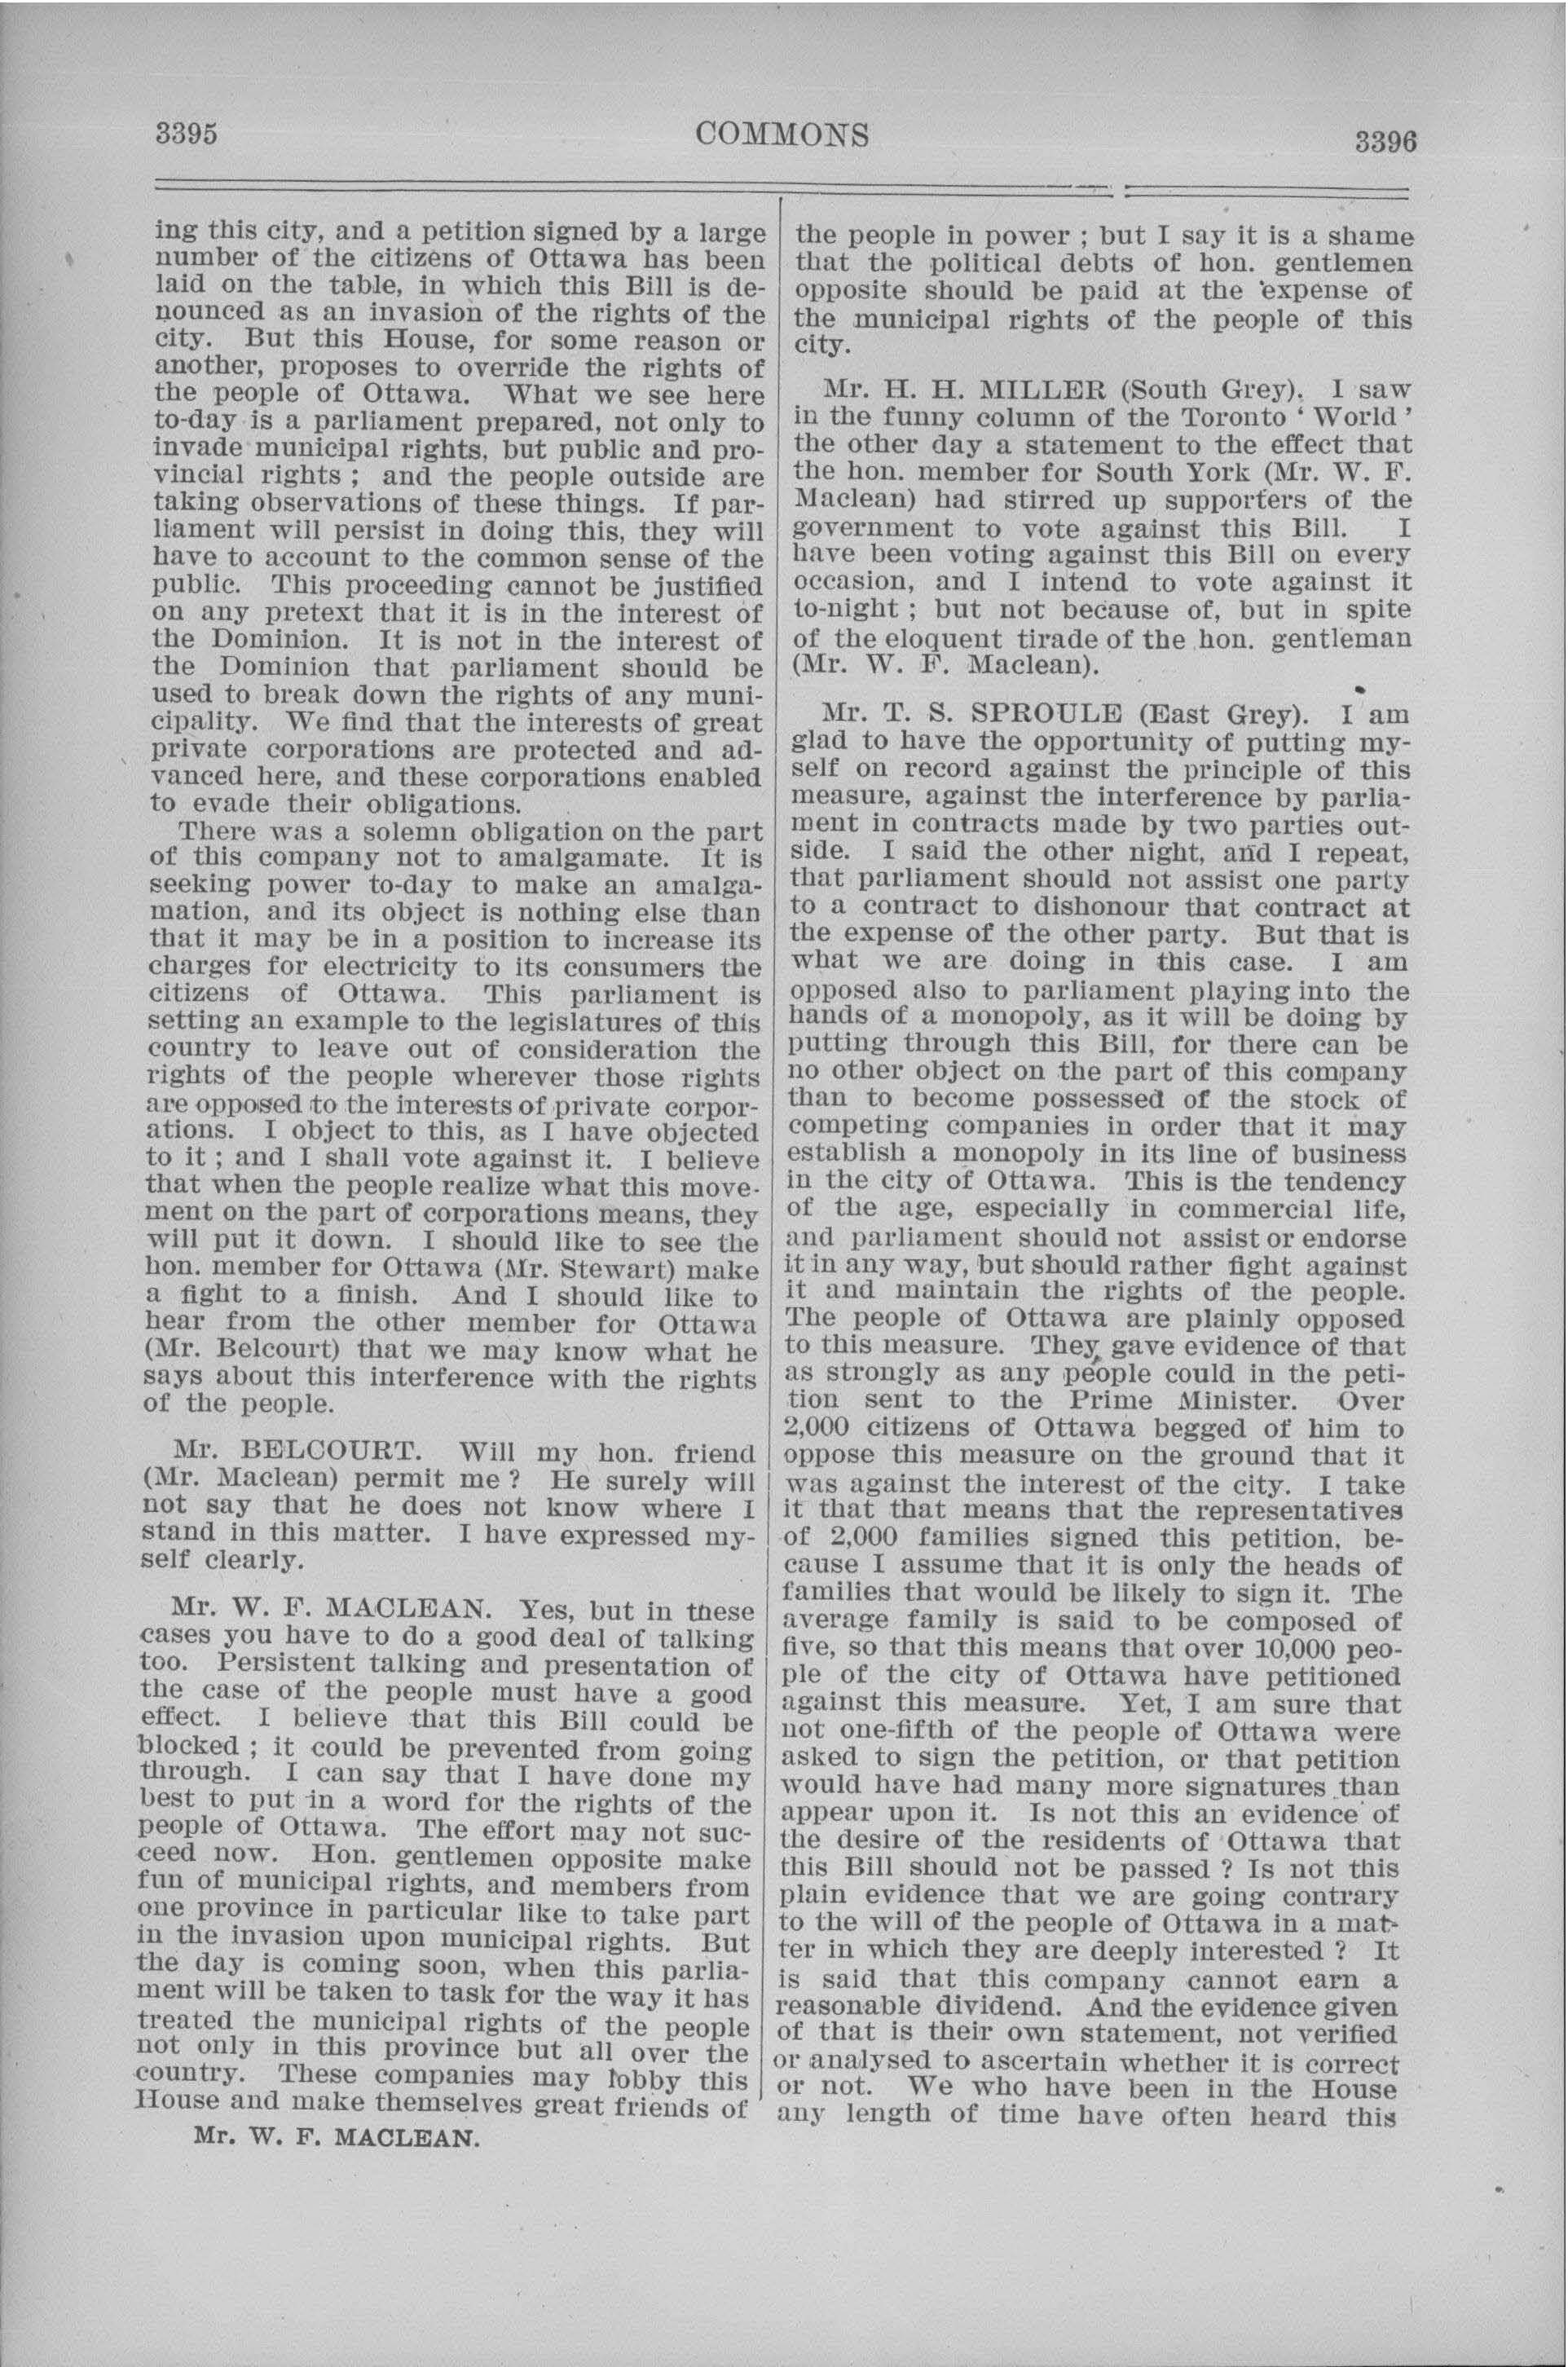 3395
COMMONS
3396
ing this city, and a petition signed by a large
number of the citizens of Ottawa has been
laid on the table, in which this Bill is de-
nounced as an invasion of the rights of the
city. But this House, for some reason or
another, proposes to override the rights of
the people of Ottawa. What we see here
to-day is a parliament prepared, not only to
invade municipal rights, but public and pro-
vincial rights ; and the people outside are
taking observations of these things. If par-
liament will persist in doing this, they will
have to account to the common sense of the
public. This proceeding cannot be justified
on any pretext that it is in the interest of
the Dominion. It is not in the interest of
the Dominion that parliament should be
used to break down the rights of any muni-
cipality. We find that the interests of great
private corporations are protected and ad-
vanced here, and these corporations enabled
to evade their obligations.
There was a solemn obligation on the part
of this company not to amalgamate. It is
seeking power to-day to make an amalga-
mation, and its object is nothing else than
that it may be in a position to increase its
charges for electricity to its consumers the
citizens of Ottawa. This parliament is
setting an example to the legislatures of this
country to leave out of consideration the
rights of the people wherever those rights
are opposed to the interests of private corpor-
ations. I object to this, as I have objected
to it ; and I shall vote against it. I believe
that when the people realize what this move-
ment on the part of corporations means, they
will put it down. I should like to see the
hon. member for Ottawa (Mr. Stewart) make
a fight to a finish. And I should like to
hear from the other member for Ottawa
(Mr. Belcourt) that we may know what he
says about this interference with the rights
of the people.
Mr. BELCOURT. Will my hon. friend
(Mr. Maclean) permit me ? He surely will
not say that he does not know where I
stand in this matter. I have expressed my-
self clearly.
Mr. W. F. MACLEAN. Yes, but in these
cases you have to do a good deal of talking
too. Persistent talking and presentation of
the case of the people must have a good
effect. I believe that this Bill could be
blocked ; it could be prevented from going
through. I can say that I have done my
best to put in a word for the rights of the
people of Ottawa. The effort may not suc-
ceed now. Hon. gentlemen opposite make
fun of municipal rights, and members from
one province in particular like to take part
in the invasion upon municipal rights. But
the day is coming soon, when this parlia-
ment will be taken to task for the way it has
treated the municipal rights of the people
not only in this province but all over the
country. These companies may lobby this
House and make themselves great friends of
Mr. W. F. MACLEAN.
the people in power ; but I say it is a shame
that the political debts of hon. gentlemen
opposite should be paid at the expense of
the municipal rights of the people of this
city.
Mr. H. H. MILLER (South Grey). I saw
in the funny column of the Toronto ‘ World ’
the other day a statement to the effect that
the hon. member for South York (Mr. W. F.
Maclean) had stirred up supporters of the
government to vote against this Bill. I
have been voting against this Bill on every
occasion, and I intend to vote against it
to-night ; but not because of, but in spite
of the eloquent tirade of the hon. gentleman
(Mr. W. F. Maclean).
Mr. T. S. SPROULE (East Grey). I am
glad to have the opportunity of putting my-
self on record against the principle of this
measure, against the interference by parlia-
ment in contracts made by two parties out-
side. I said the other night, and I repeat,
that parliament should not assist one party
to a contract to dishonour that contract at
the expense of the other party. But that is
what we are doing in this case. I am
opposed also to parliament playing into the
hands of a monopoly, as it will be doing by
putting through this Bill, for there can be
no other object on the part of this company
than to become possessed of the stock of
competing companies in order that it may
establish a monopoly in its line of business
in the city of Ottawa. This is the tendency
of the age, especially in commercial life,
and parliament should not assist or endorse
it in any way, but should rather fight against
it and maintain the rights of the people.
The people of Ottawa are plainly opposed
to this measure. They gave evidence of that
as strongly as any people could in the peti-
tion sent to the Prime Minister. Over
2,000 citizens of Ottawa begged of him to
oppose this measure on the ground that it
was against the interest of the city. I take
it that that means that the representatives
of 2,000 families signed this petition, be-
cause I assume that it is only the heads of
families that would be likely to sign it. The
average family is said to be composed of
five, so that this means that over 10,000 peo-
ple of the city of Ottawa have petitioned
against this measure. Yet, I am sure that
not one-fifth of the people of Ottawa were
asked to sign the petition, or that petition
would have had many more signatures than
appear upon it. Is not this an evidence of
the desire of the residents of Ottawa that
this Bill should not be passed ? Is not this
plain evidence that we are going contrary
to the will of the people of Ottawa in a mat-
ter in which they are deeply interested ? It
is said that this company cannot earn a
reasonable dividend. And the evidence given
of that is their own statement, not verified
or analysed to ascertain whether it is correct
or not. We who have been in the House
any length of time have often heard this